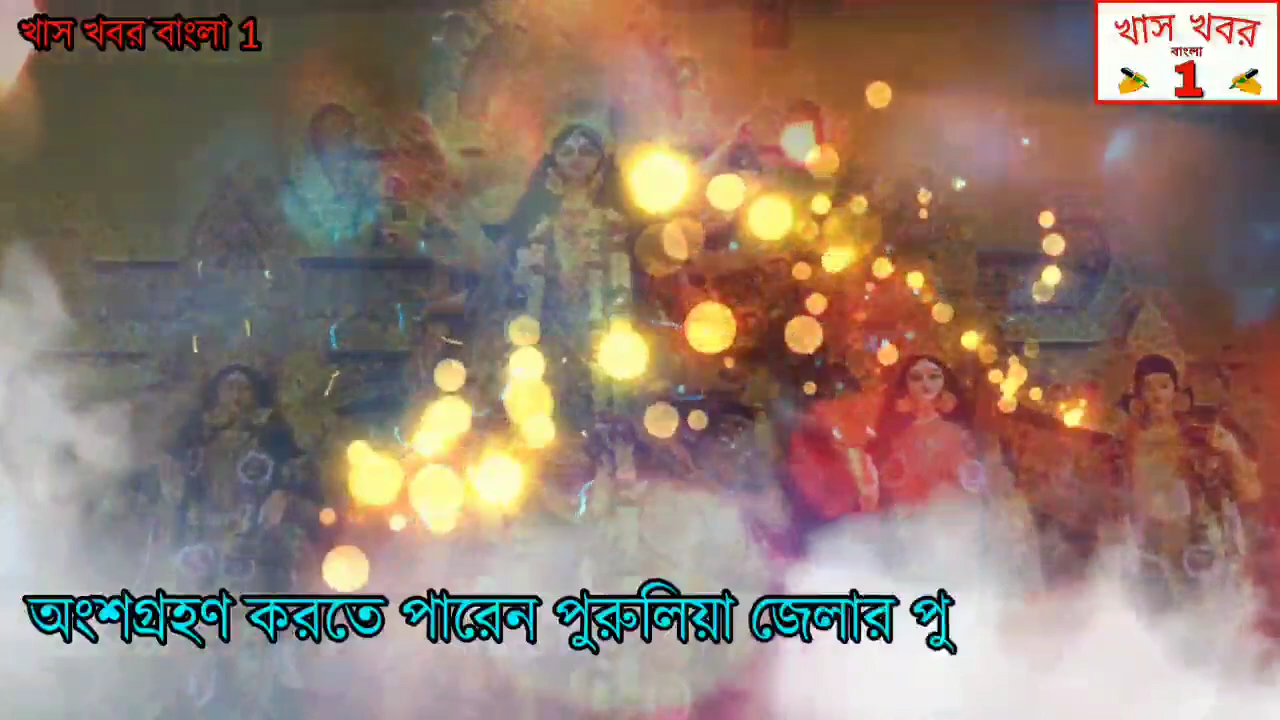 খাস খবর বাংলা 1
খাস খবর
বাংলা
1
অংশগ্রহণ করতে পারেন পুরুলিয়া জেলার পু